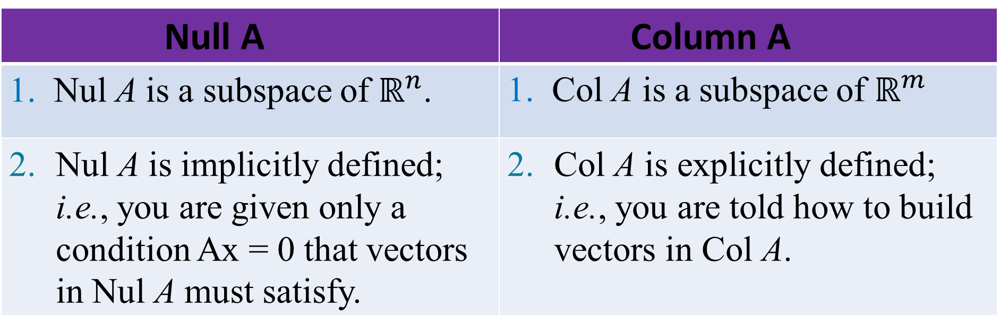 Null A
Column A
1. Nul A is a subspace of ℝⁿ.
1. Col A is a subspace of ℝᵐ
2. Nul A is implicitly defined;
i.e., you are given only a
condition Ax = 0 that vectors
in Nul A must satisfy.
2. Col A is explicitly defined;
i.e., you are told how to build
vectors in Col A.